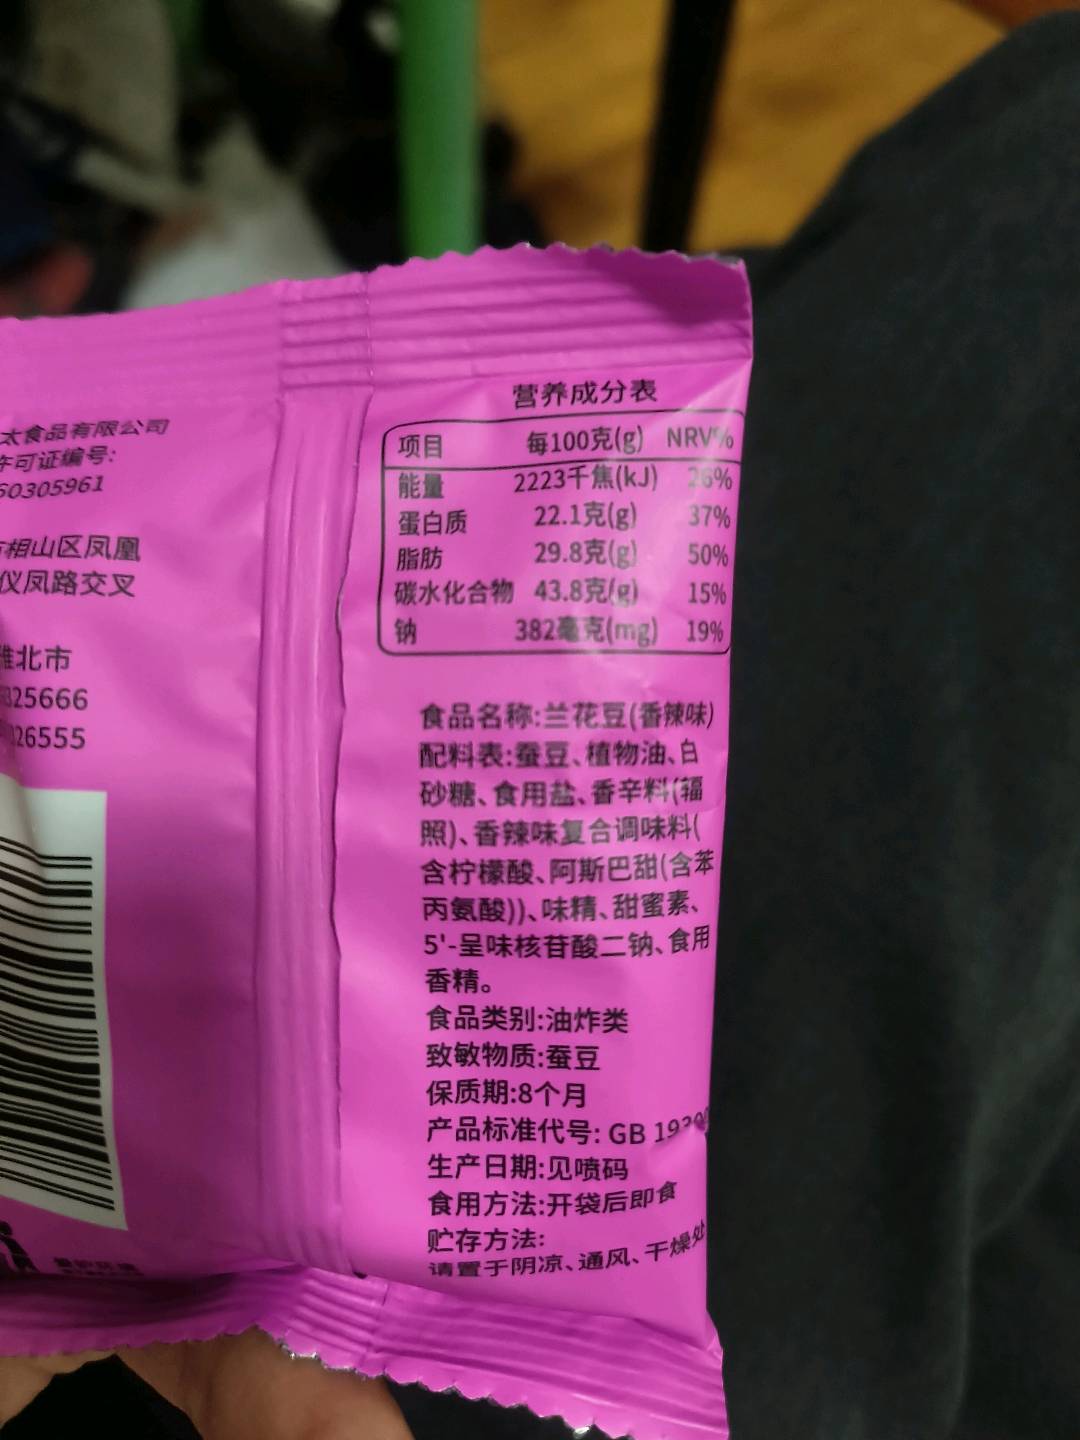 太食品有限公司
许可证编号:
60305961
相山区凤凰
仪凤路交叉
淮北市
325666
26555
营养成分表
项目 每100克(g) NRV%
能量 2223千焦(kJ) 26%
蛋白质 22.1克(g) 37%
脂肪 29.8克(g) 50%
碳水化合物 43.8克(g) 15%
钠 382毫克(mg) 19%
食品名称:兰花豆(香辣味)
配料表:蚕豆、植物油、白
砂糖、食用盐、香辛料(辐
照)、香辣味复合调味料(
含柠檬酸、阿斯巴甜(含苯
丙氨酸))、味精、甜蜜素、
5'-呈味核苷酸二钠、食用
香精。
食品类别:油炸类
致敏物质:蚕豆
保质期:8个月
产品标准代号: GB 19300
生产日期:见喷码
食用方法:开袋后即食
贮存方法:
请置于阴凉、通风、干燥处